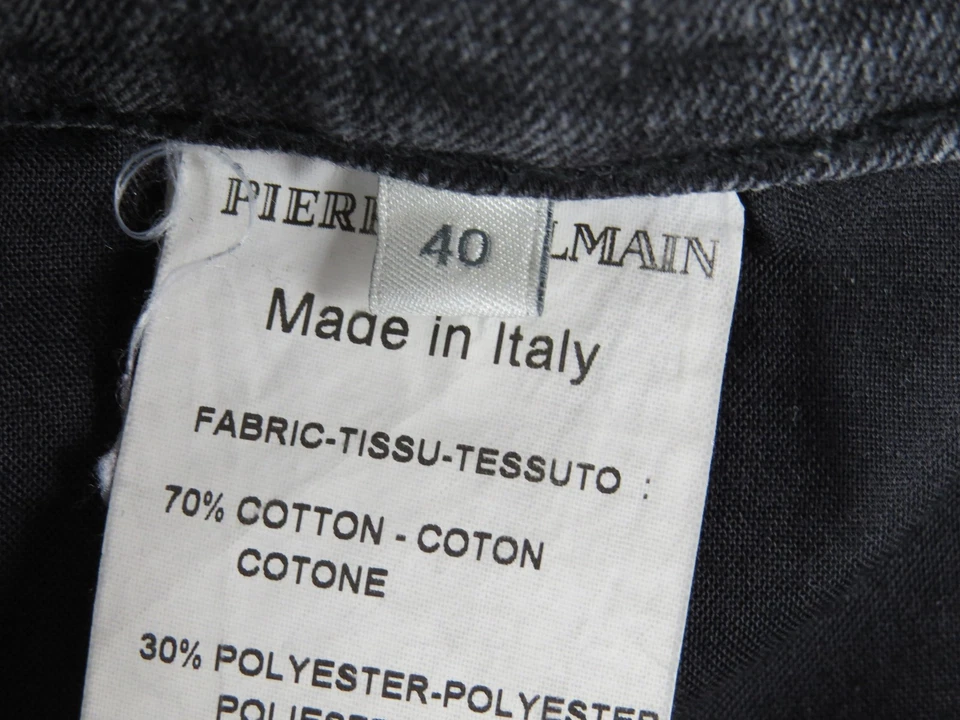 PIERR
LMAIN
40
Made in Italy
FABRIC-TISSU-TESSUTO :
70% COTTON - COTON
COTONE
30% POLYESTER-POLYESTER